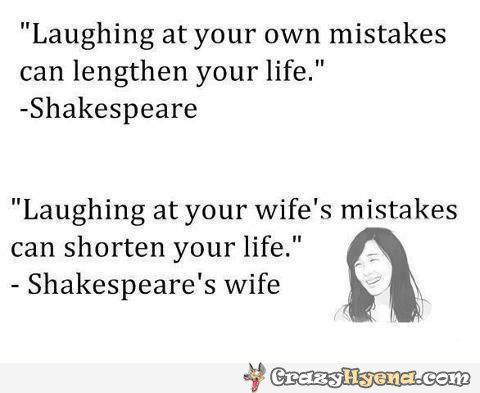 "Laughing at your own mistakes
can lengthen your life."
-Shakespeare
"Laughing at your wife's mistakes
can shorten your life."
- Shakespeare's wife
CrazyHyena.com